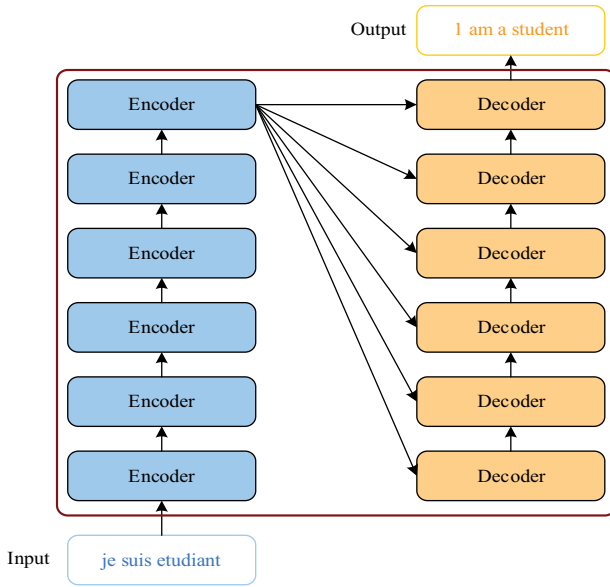 Output
1 am a student
Encoder
Decoder
Encoder
Decoder
Encoder
Decoder
Encoder
Decoder
Encoder
Decoder
Encoder
Decoder
Input
je suis etudiant